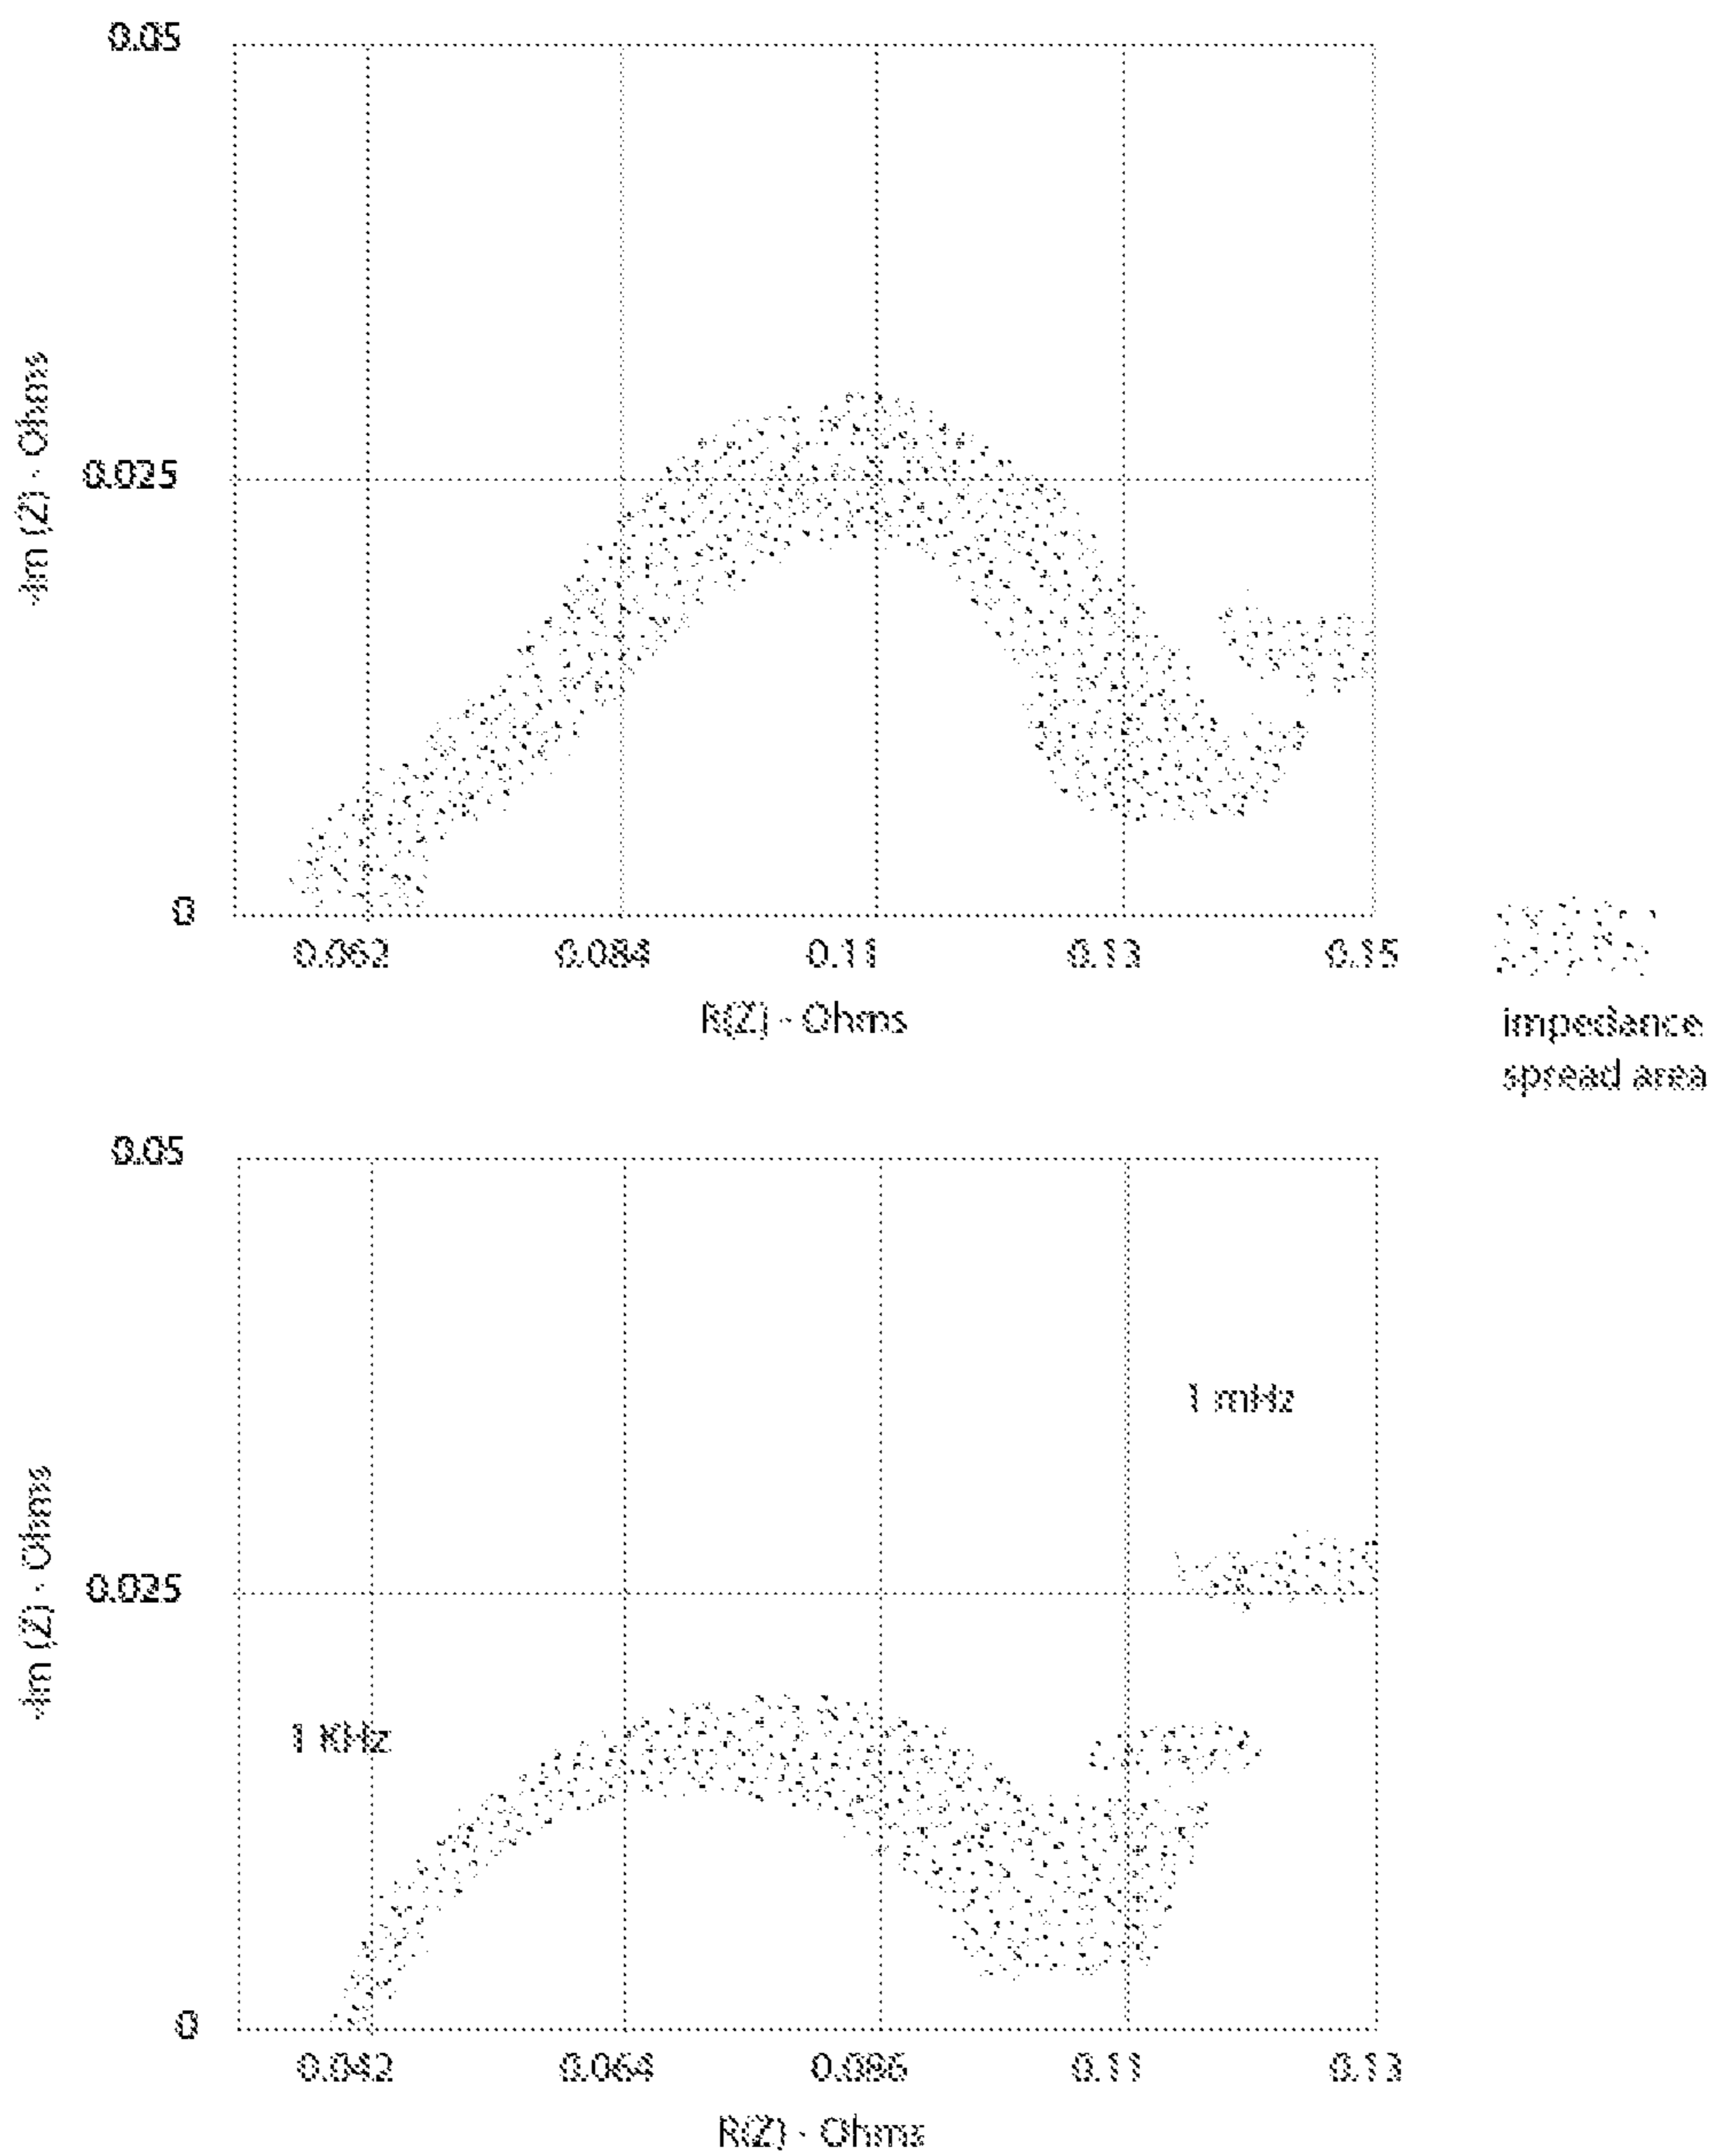 0.05
-Im (Z) - Ohms
0.025
0
0.062 0.084 0.11 0.13 0.15
R(Z) - Ohms
impedance
spread area
0.05
1 mHz
-Im (Z) - Ohms
0.025
1 KHz
0
0.042 0.064 0.086 0.11 0.13
R(Z) - Ohms